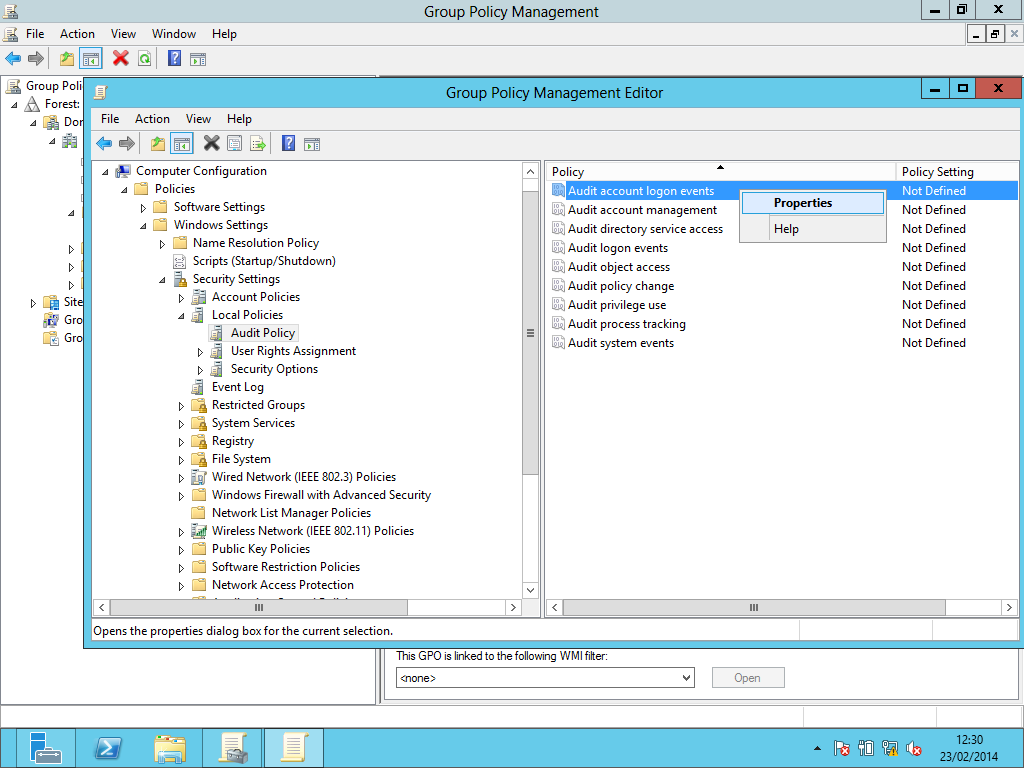 Group Policy Management
File Action View Window Help
Group Poli
Forest:
Dor
Site
Gro
Gro
Group Policy Management Editor
File Action View Help
Computer Configuration
Policies
Software Settings
Windows Settings
Name Resolution Policy
Scripts (Startup/Shutdown)
Security Settings
Account Policies
Local Policies
Audit Policy
User Rights Assignment
Security Options
Event Log
Restricted Groups
System Services
Registry
File System
Wired Network (IEEE 802.3) Policies
Windows Firewall with Advanced Security
Network List Manager Policies
Wireless Network (IEEE 802.11) Policies
Public Key Policies
Software Restriction Policies
Network Access Protection
Policy Policy Setting
Audit account logon events Not Defined
Audit account management Not Defined
Audit directory service access Not Defined
Audit logon events Not Defined
Audit object access Not Defined
Audit policy change Not Defined
Audit privilege use Not Defined
Audit process tracking Not Defined
Audit system events Not Defined
Properties
Help
Opens the properties dialog box for the current selection.
This GPO is linked to the following WMI filter:
<none> Open
12:30
23/02/2014